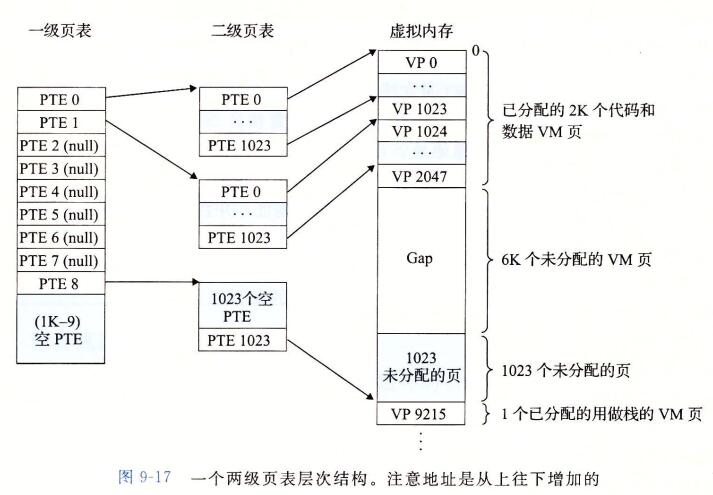 一级页表
二级页表
虚拟内存
PTE 0
PTE 1
PTE 2 (null)
PTE 3 (null)
PTE 4 (null)
PTE 5 (null)
PTE 6 (null)
PTE 7 (null)
PTE 8
(1K–9)
空 PTE
PTE 0
···
PTE 1023
PTE 0
···
PTE 1023
1023个空
PTE
PTE 1023
0
VP 0
···
VP 1023
VP 1024
···
VP 2047
Gap
1023
未分配的页
VP 9215
⋮
已分配的 2K 个代码和
数据 VM 页
6K 个未分配的 VM 页
1023 个未分配的页
1 个已分配的用做栈的 VM 页
图 9-17 一个两级页表层次结构。注意地址是从上往下增加的